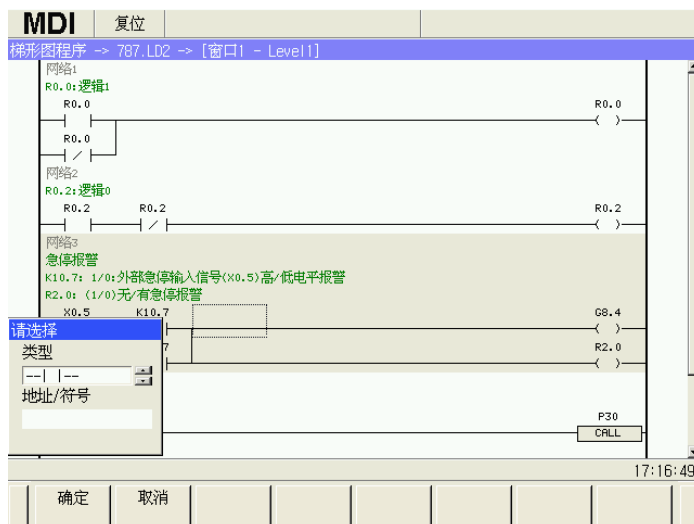 MDI 复位
梯形图程序 -> 787.LD2 -> [窗口1 - Level1]
网络1
R0.0:逻辑1
R0.0 R0.0
R0.0
网络2
R0.2:逻辑0
R0.2 R0.2 R0.2
网络3
急停报警
K10.7: 1/0:外部急停输入信号(X0.5)高/低电平报警
R2.0: (1/0)无/有急停报警
X0.5 K10.7 G8.4
请选择
类型
7 R2.0
--| |--
地址/符号
P30
CALL
17:16:49
确定 取消